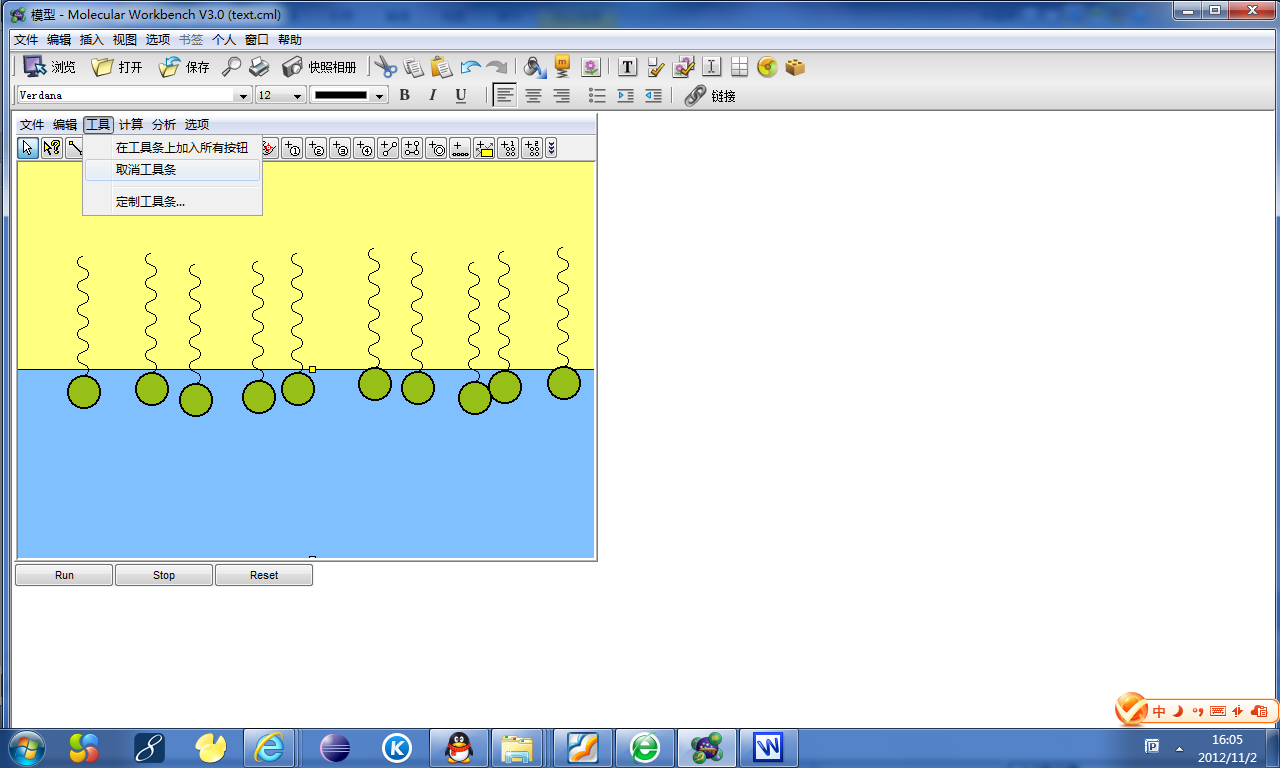 模型 - Molecular Workbench V3.0 (text.cml)
文件 编辑 插入 视图 选项 书签 个人 窗口 帮助
浏览 打开 保存 快照相册 T
Verdana 12 B I U 链接
文件 编辑 工具 计算 分析 选项
在工具条上加入所有按钮
取消工具条
定制工具条...
Run Stop Reset
中
16:05
2012/11/2